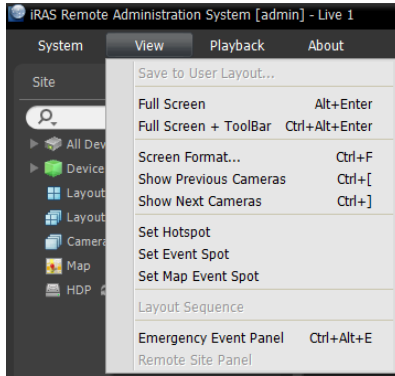 iRAS Remote Administration System [admin] - Live 1
System View Playback About
Site
All Dev
Device
Layout
Layout
Camera
Map
HDP
Save to User Layout...
Full Screen Alt+Enter
Full Screen + ToolBar Ctrl+Alt+Enter
Screen Format... Ctrl+F
Show Previous Cameras Ctrl+[
Show Next Cameras Ctrl+]
Set Hotspot
Set Event Spot
Set Map Event Spot
Layout Sequence
Emergency Event Panel Ctrl+Alt+E
Remote Site Panel